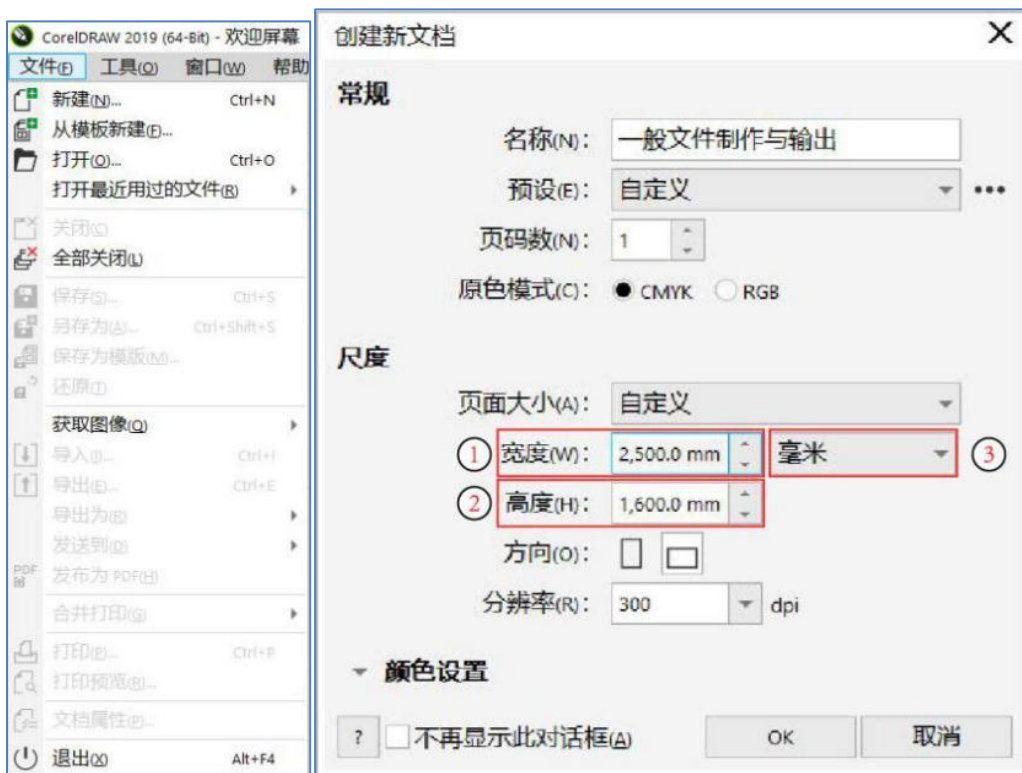 CorelDRAW 2019 (64-Bit) - 欢迎屏幕
文件(F) 工具(O) 窗口(W) 帮助
新建(N)... Ctrl+N
从模板新建(F)...
打开(O)... Ctrl+O
打开最近用过的文件(R)
关闭(C)
全部关闭(L)
保存(S)... Ctrl+S
另存为(A)... Ctrl+Shift+S
保存为模版(M)...
还原(T)
获取图像(Q)
导入(I)... Ctrl+I
导出(E)... Ctrl+E
导出为(R)
发送到(D)
PDF 发布为 PDF(H)
合并打印(G)
打印(P)... Ctrl+P
打印预览(R)...
文档属性(P)...
退出(X) Alt+F4
创建新文档
常规
名称(N): 一般文件制作与输出
预设(E): 自定义
页码数(N): 1
原色模式(C): CMYK RGB
尺度
页面大小(A): 自定义
① 宽度(W): 2,500.0 mm 毫米 ③
② 高度(H): 1,600.0 mm
方向(O):
分辨率(R): 300 dpi
颜色设置
? 不再显示此对话框(A) OK 取消